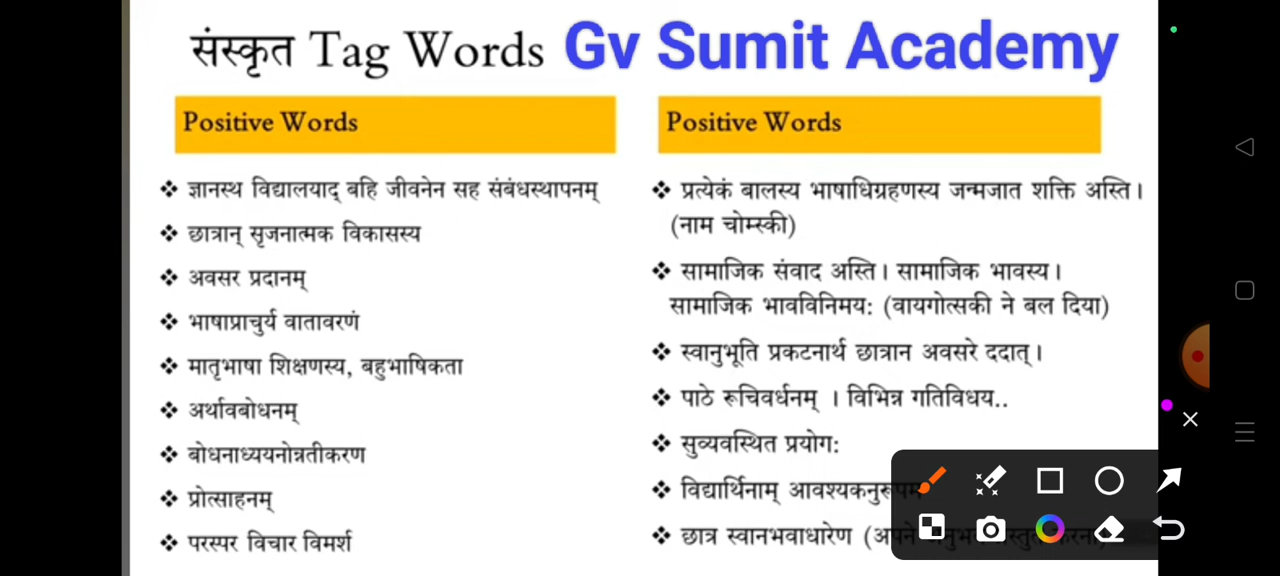 संस्कृत Tag Words Gv Sumit Academy
Positive Words
❖ ज्ञानस्थ विद्यालयाद् बहि जीवनेन सह संबंधस्थापनम्
❖ छात्रान् सृजनात्मक विकासस्य
❖ अवसर प्रदानम्
❖ भाषाप्राचुर्य वातावरणं
❖ मातृभाषा शिक्षणस्य, बहुभाषिकता
❖ अर्थावबोधनम्
❖ बोधनाध्ययनोन्नतीकरण
❖ प्रोत्साहनम्
❖ परस्पर विचार विमर्श
Positive Words
❖ प्रत्येकं बालस्य भाषाधिग्रहणस्य जन्मजात शक्ति अस्ति।
(नाम चोम्स्की)
❖ सामाजिक संवाद अस्ति। सामाजिक भावस्य।
सामाजिक भावविनिमय: (वायगोत्सकी ने बल दिया)
❖ स्वानुभूति प्रकटनार्थ छात्रान अवसरे ददात्।
❖ पाठे रूचिवर्धनम् । विभिन्न गतिविधय..
❖ सुव्यवस्थित प्रयोग:
❖ विद्यार्थिनाम्
❖ छात्र स्वानभवाधारेण